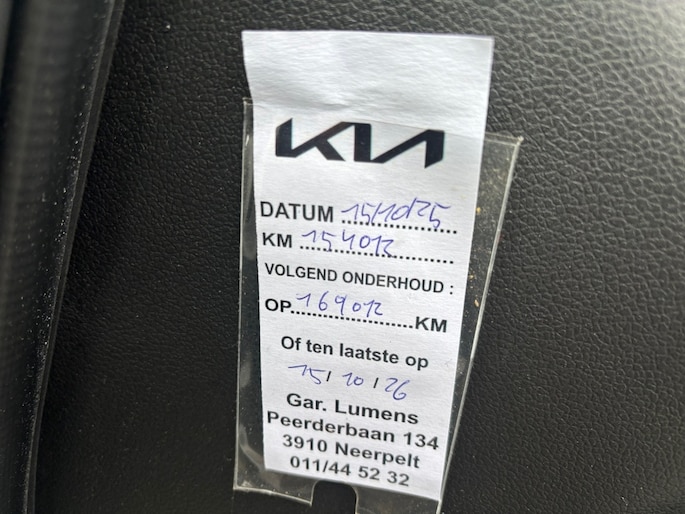 KIA
DATUM 15/10/25
KM 154012
VOLGEND ONDERHOUD :
OP 169012 KM
Of ten laatste op
15/10/26
Gar. Lumens
Peerderbaan 134
3910 Neerpelt
011/44 52 32